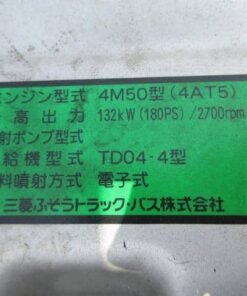 ンジン型式 4M50型(4AT5)
高出力 132kW(180PS)/2700rpm
射ポンプ型式
給機型式 TD04-4型
料噴射方式 電子式
三菱ふそうトラック・バス株式会社